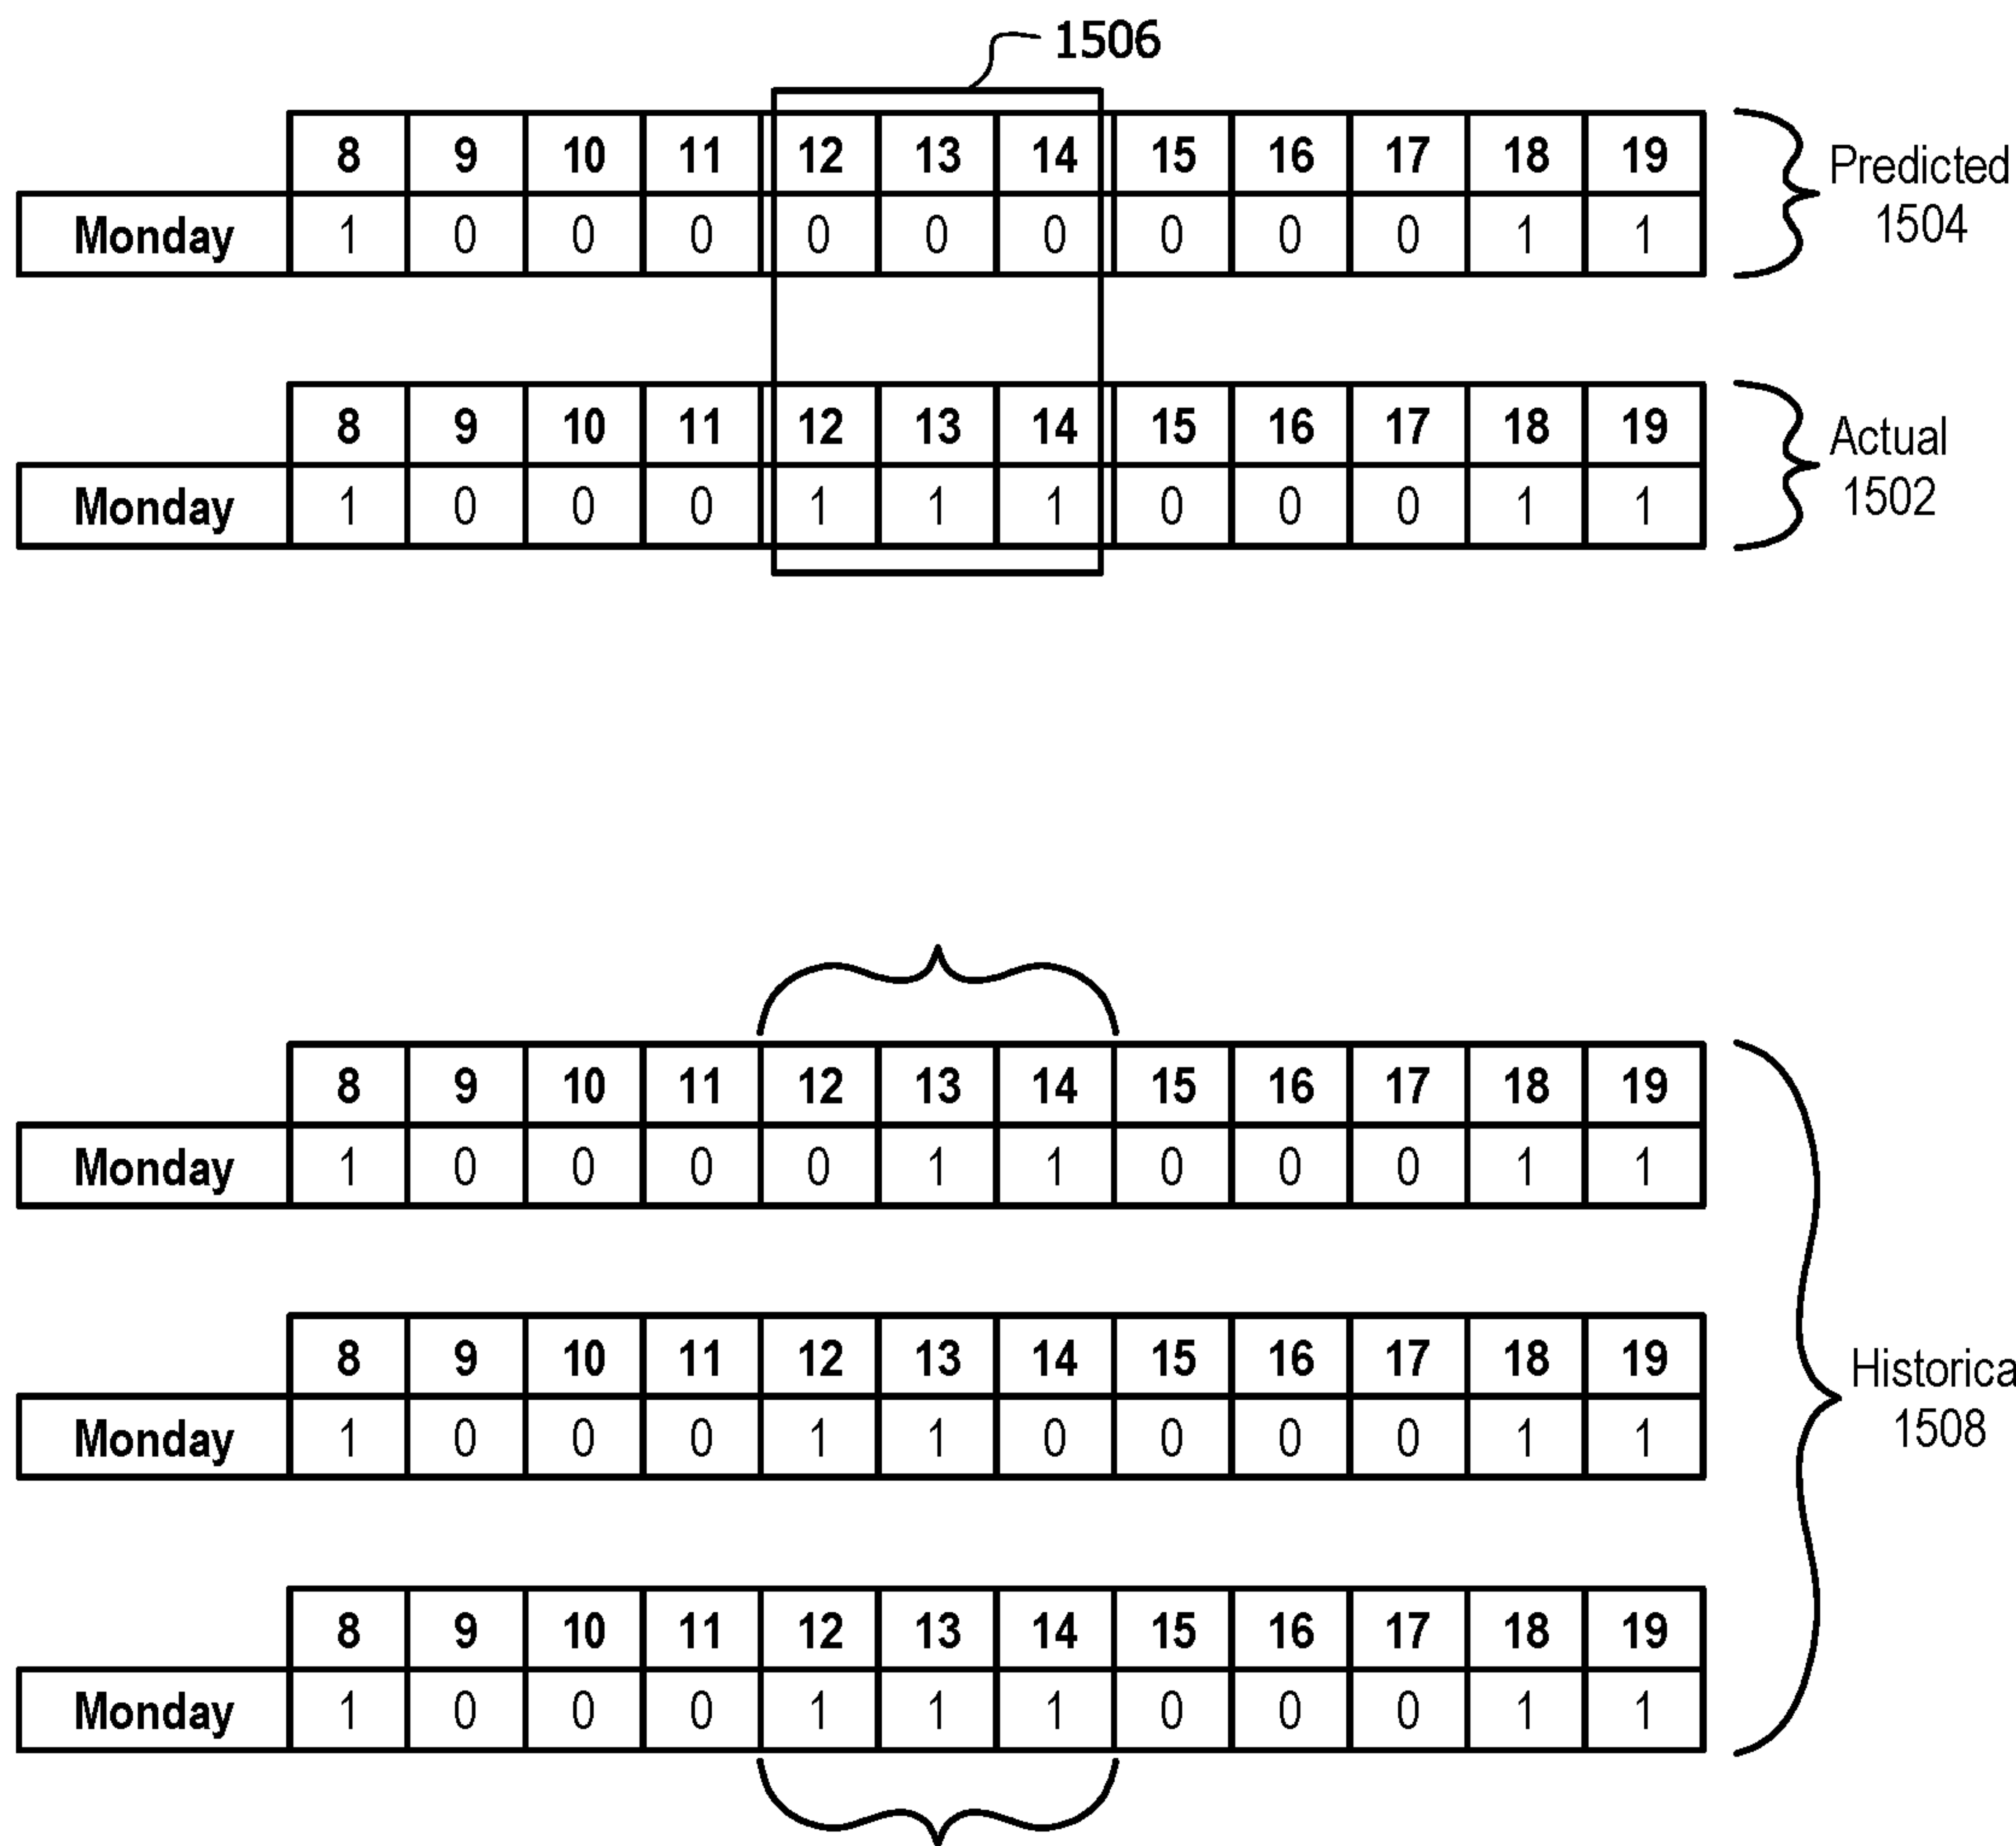 1506
8 9 10 11 12 13 14 15 16 17 18 19
Monday 1 0 0 0 0 0 0 0 0 0 1 1
Predicted
1504
8 9 10 11 12 13 14 15 16 17 18 19
Monday 1 0 0 0 1 1 1 0 0 0 1 1
Actual
1502
8 9 10 11 12 13 14 15 16 17 18 19
Monday 1 0 0 0 0 1 1 0 0 0 1 1
8 9 10 11 12 13 14 15 16 17 18 19
Monday 1 0 0 0 1 1 0 0 0 0 1 1
Historica
1508
8 9 10 11 12 13 14 15 16 17 18 19
Monday 1 0 0 0 1 1 1 0 0 0 1 1